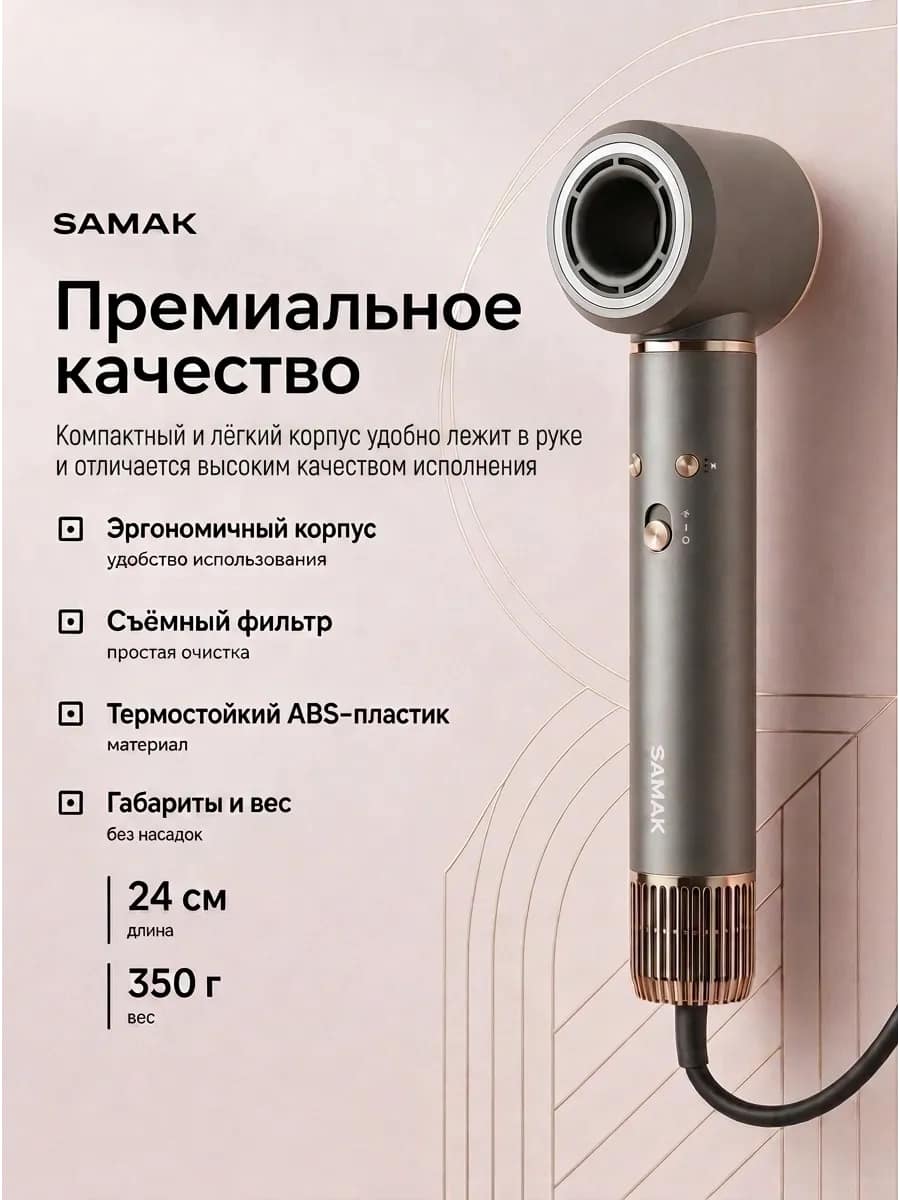 SAMAK
Премиальное
качество
Компактный и лёгкий корпус удобно лежит в руке
и отличается высоким качеством исполнения
Эргономичный корпус
удобство использования
Съёмный фильтр
простая очистка
Термостойкий ABS-пластик
материал
Габариты и вес
без насадок
24 см
длина
350 г
вес
SAMAK